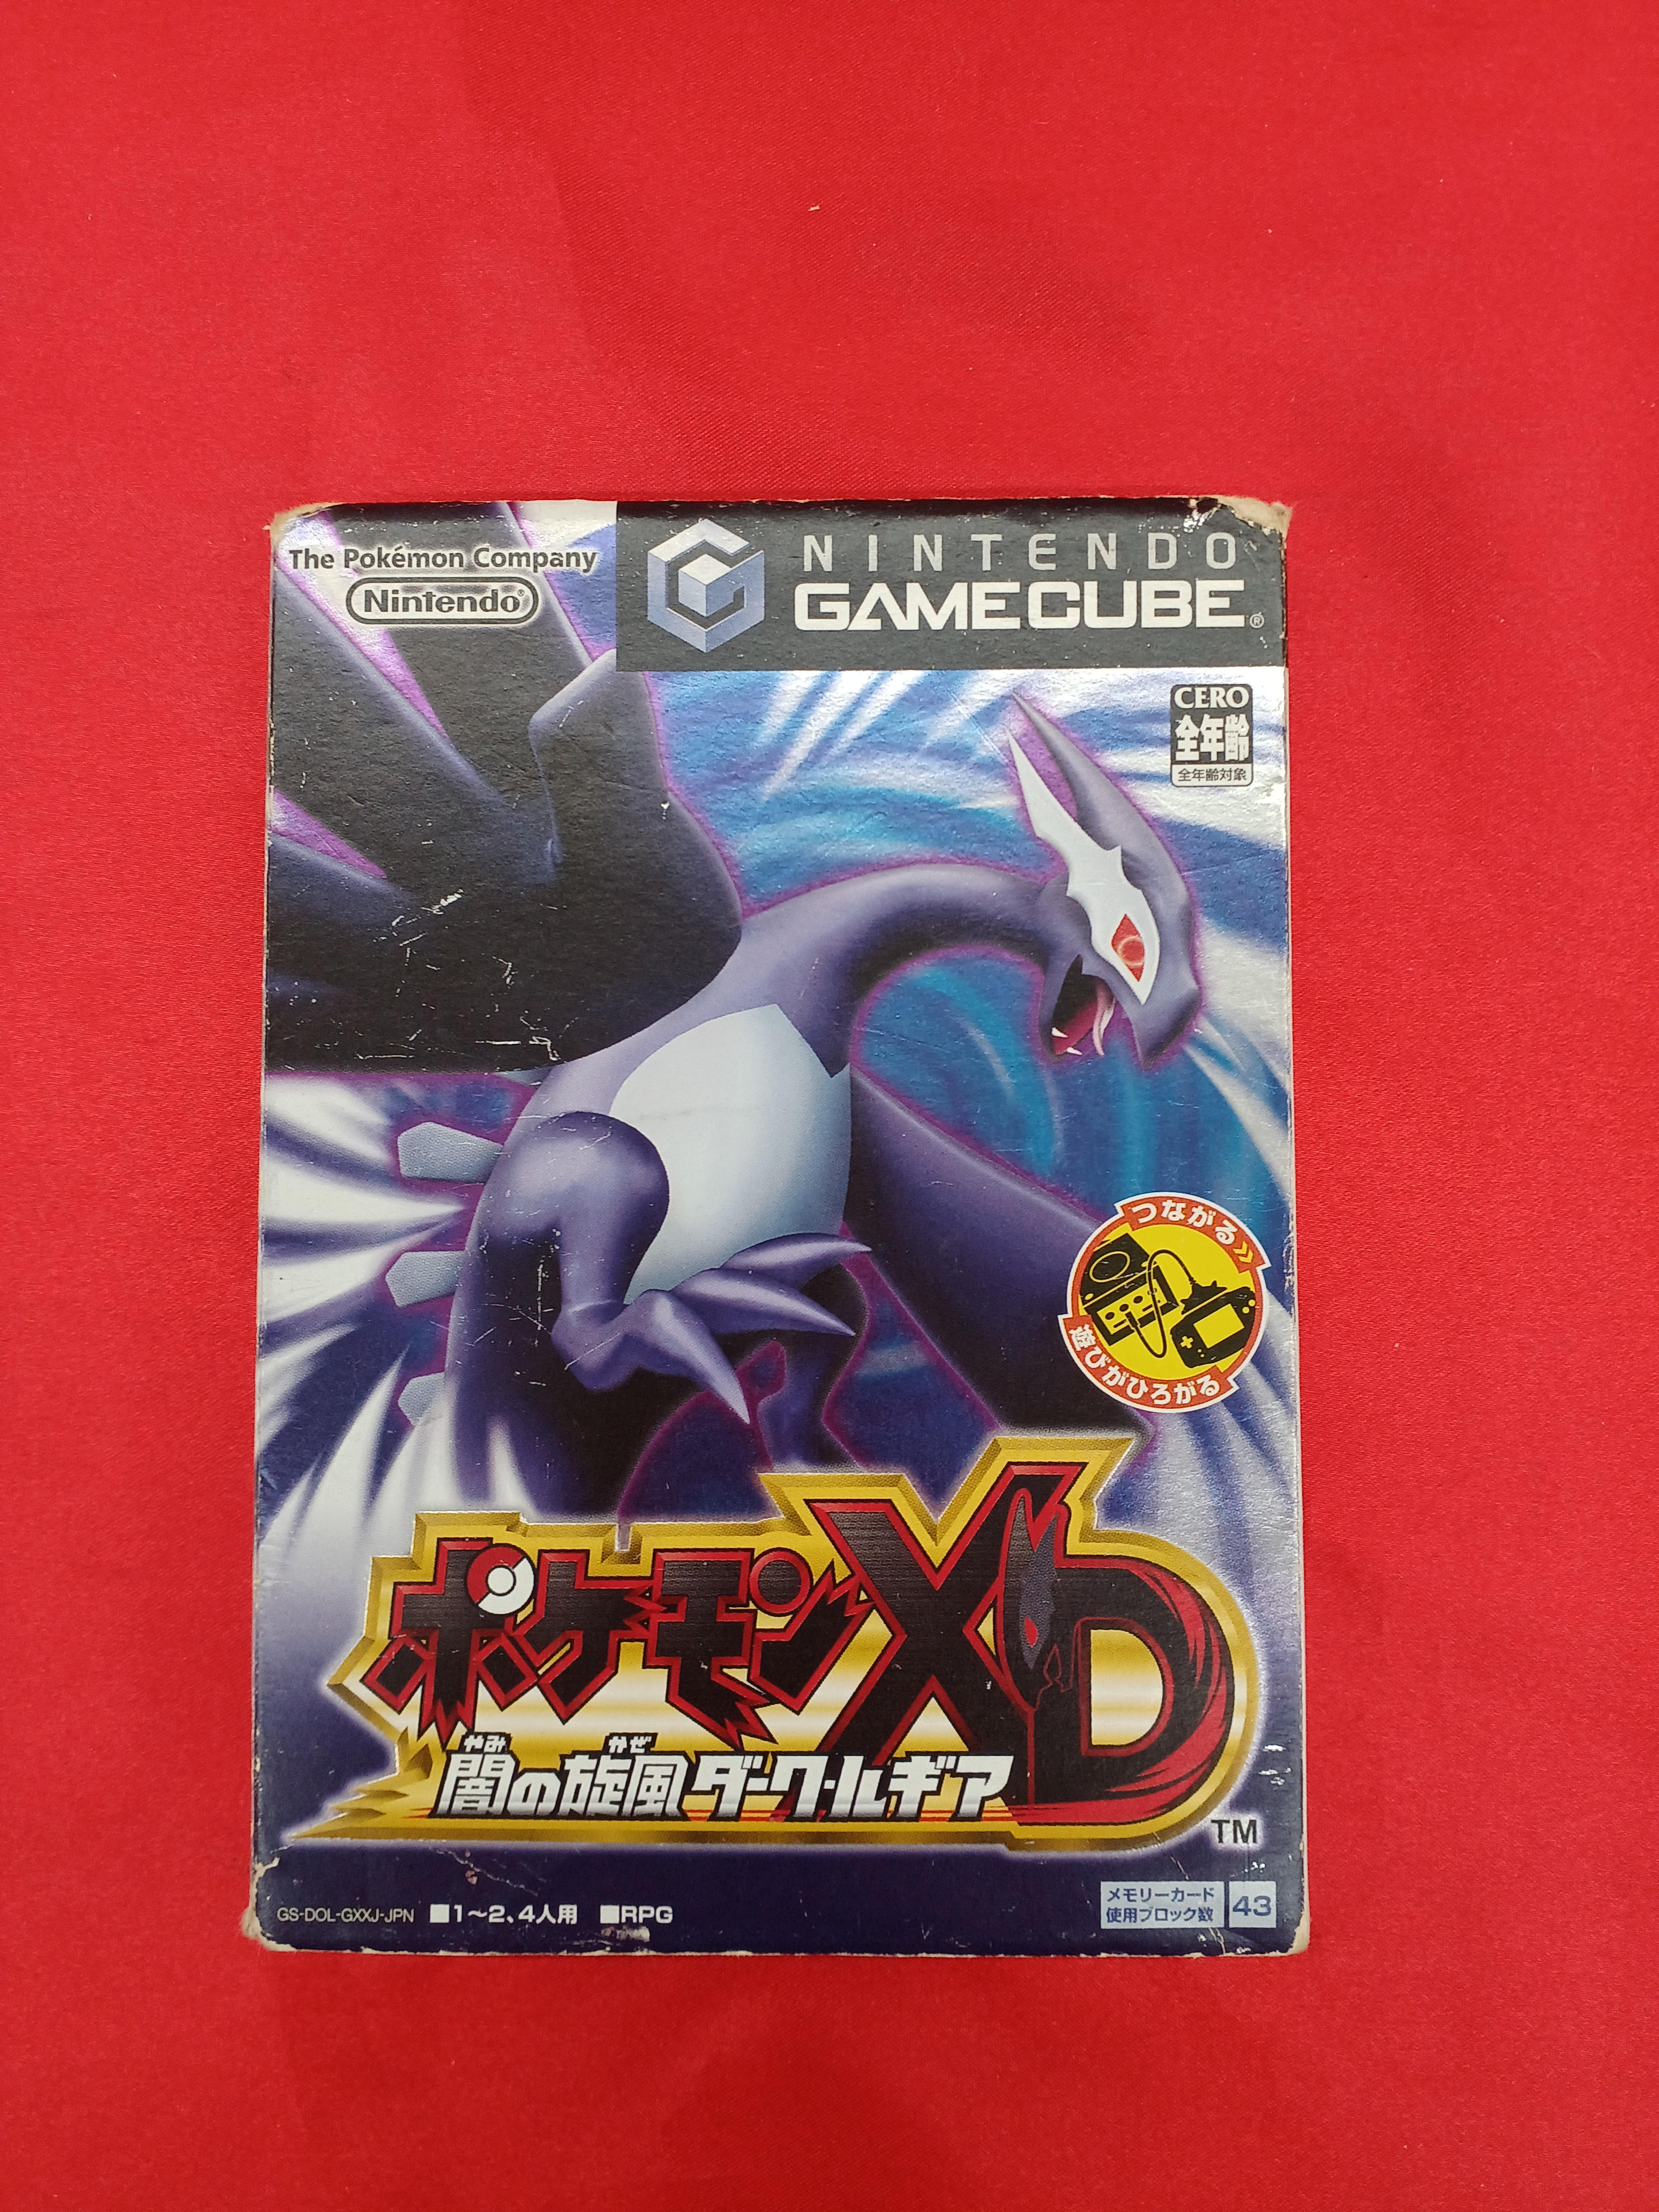 The Pokémon Company
Nintendo®
NINTENDO
GAMECUBE®
CERO
全年齢
全年齢対象
つながる
遊びがひろがる
ポケモンXD
やみ かぜ
闇の旋風ダーク・ルギア
TM
GS-DOL-GXXJ-JPN ■1～2、4人用 ■RPG
メモリーカード
使用ブロック数 43